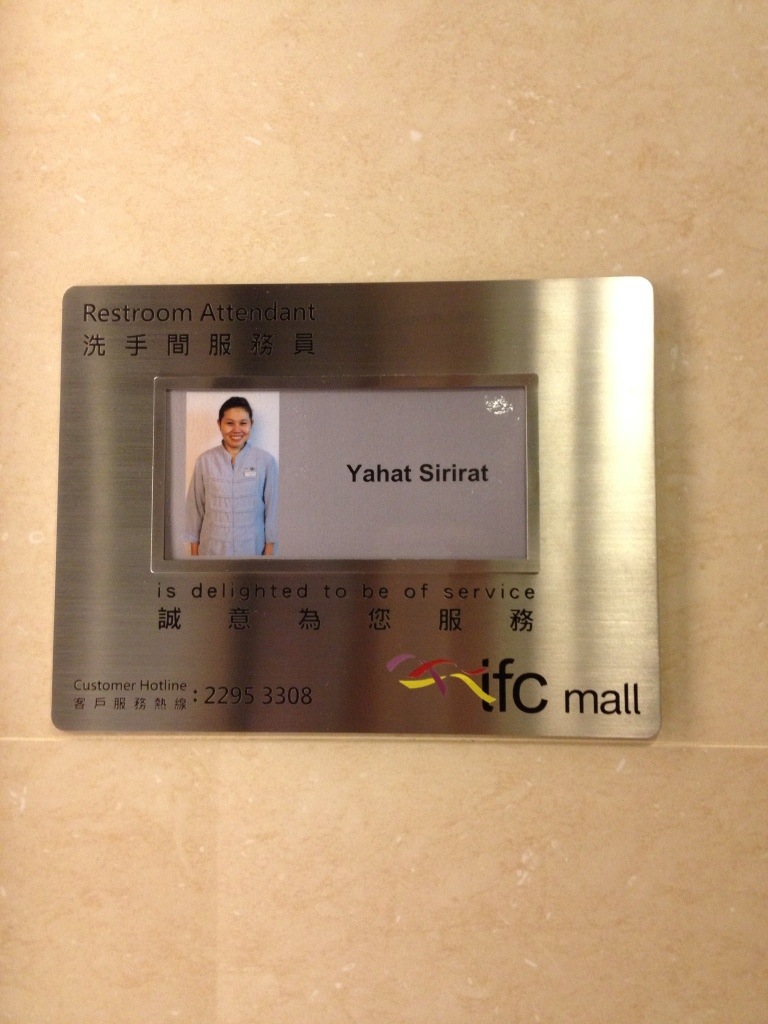 Restroom Attendant
洗手間服務員
Yahat Sirirat
is delighted to be of service
誠意為您服務
Customer Hotline
客戶服務熱線 : 2295 3308
ifc mall